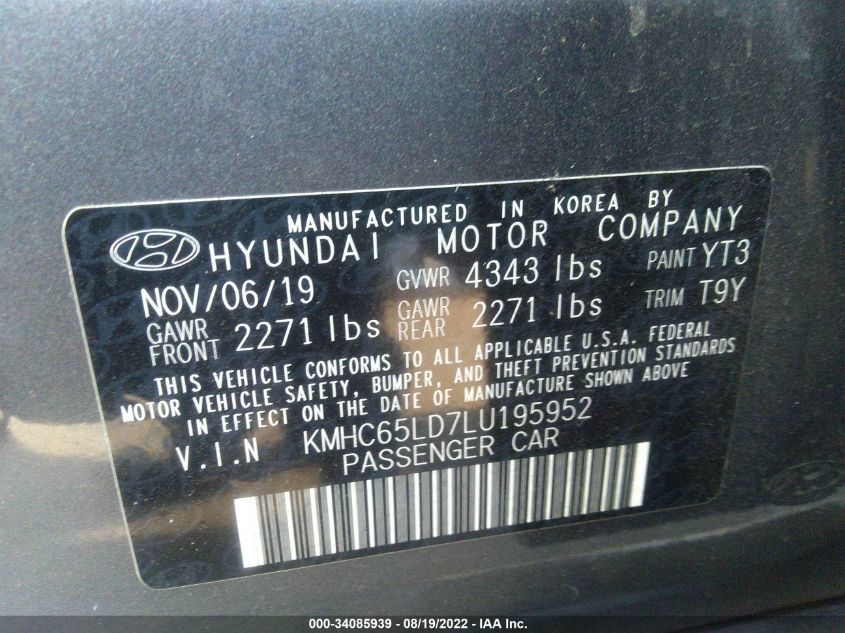 MANUFACTURED IN KOREA BY
HYUNDAI MOTOR COMPANY
NOV/06/19 GVWR 4343 lbs PAINT YT3
GAWR FRONT 2271 lbs GAWR REAR 2271 lbs TRIM T9Y
THIS VEHICLE CONFORMS TO ALL APPLICABLE U.S.A. FEDERAL
MOTOR VEHICLE SAFETY, BUMPER, AND THEFT PREVENTION STANDARDS
IN EFFECT ON THE DATE OF MANUFACTURE SHOWN ABOVE
V.I.N KMHC65LD7LU195952
PASSENGER CAR
000-34085939 - 08/19/2022 - IAA Inc.